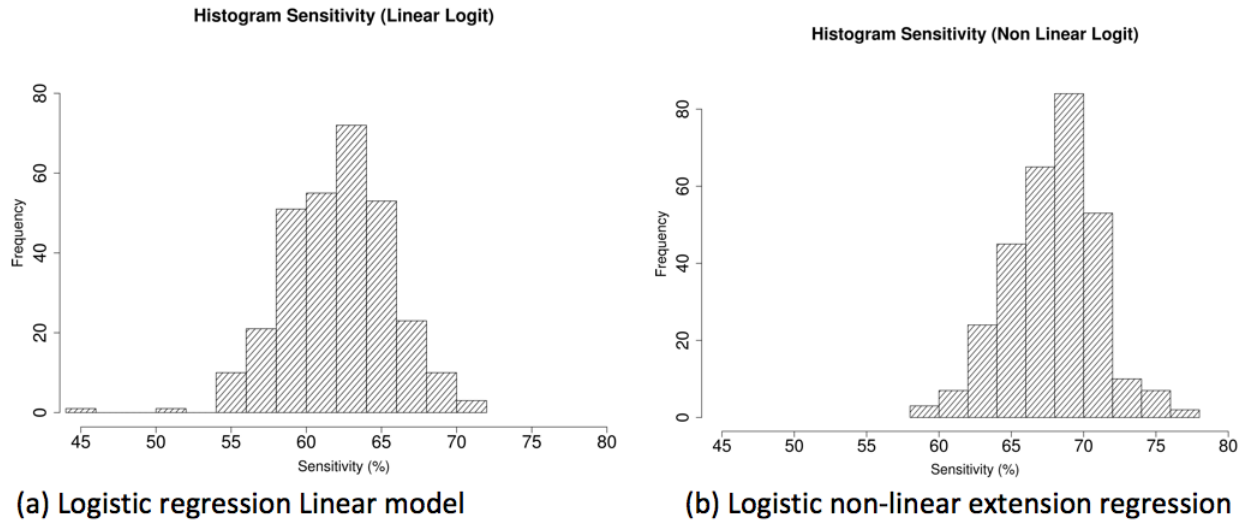 Histogram Sensitivity (Linear Logit)
Frequency
80
60
40
20
0
45 50 55 60 65 70 75 80
Sensitivity (%)
(a) Logistic regression Linear model
Histogram Sensitivity (Non Linear Logit)
Frequency
80
60
40
20
0
45 50 55 60 65 70 75 80
Sensitivity (%)
(b) Logistic non-linear extension regression